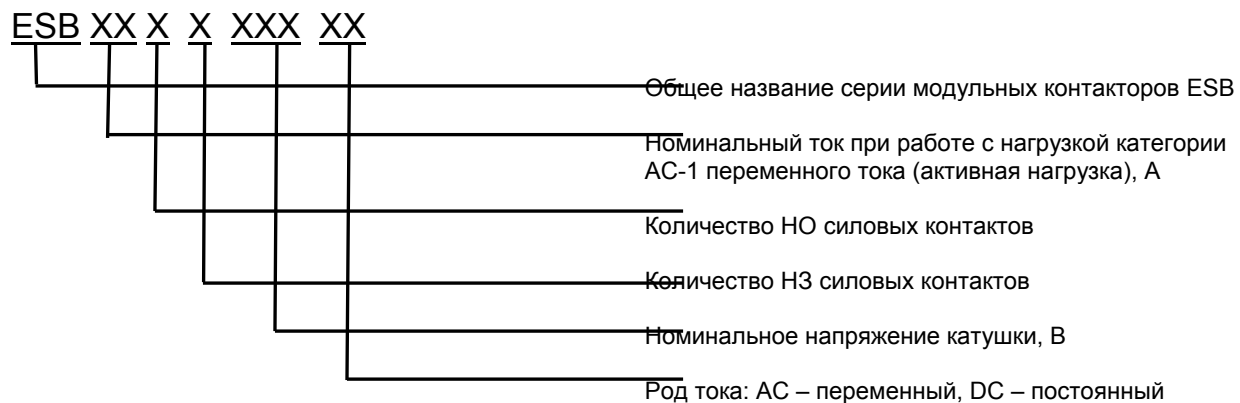 ESB XX X X XXX XX
Общее название серии модульных контакторов ESB
Номинальный ток при работе с нагрузкой категории
АС-1 переменного тока (активная нагрузка), А
Количество НО силовых контактов
Количество НЗ силовых контактов
Номинальное напряжение катушки, В
Род тока: AC – переменный, DC – постоянный